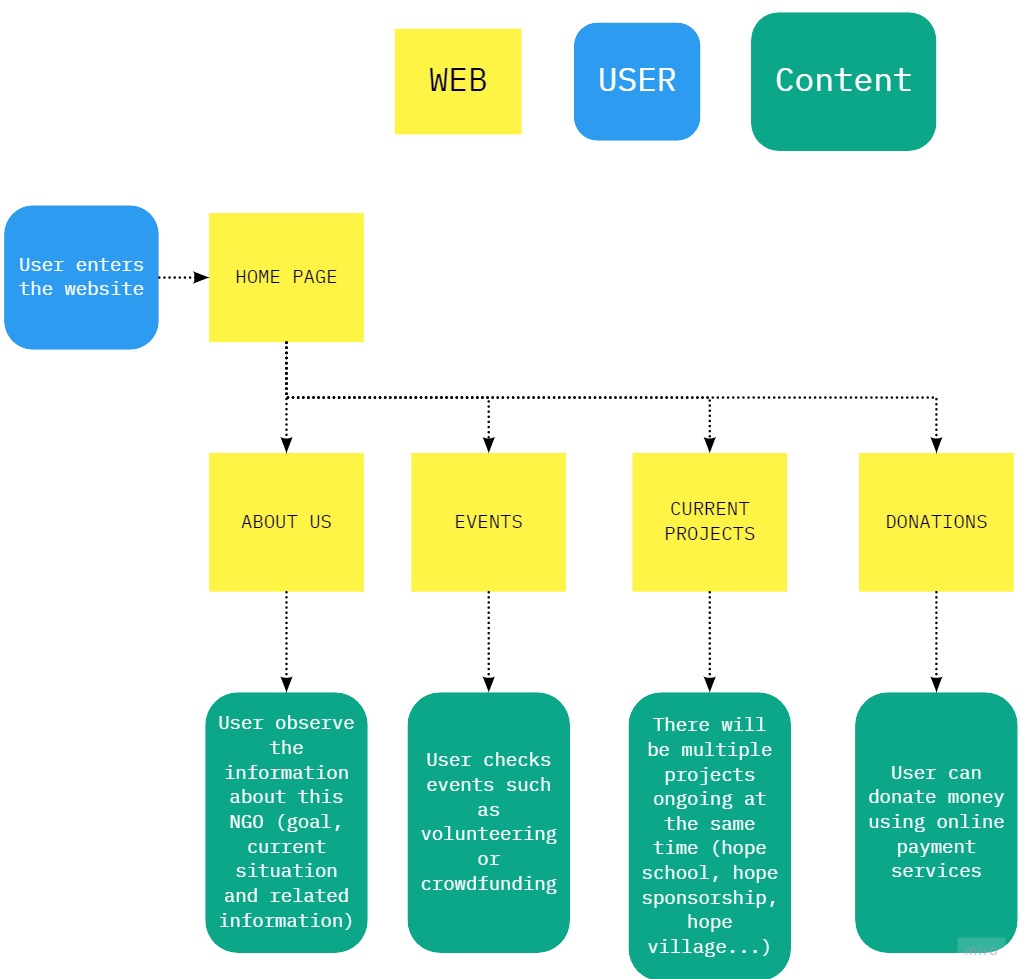 WEB
USER
Content
User enters
the website
HOME PAGE
ABOUT US
EVENTS
CURRENT
PROJECTS
DONATIONS
User observe
the
information
about this
NGO (goal,
current
situation
and related
information)
User checks
events such
as
volunteering
or
crowdfunding
There will
be multiple
projects
ongoing at
the same
time (hope
school, hope
sponsorship,
hope
village...)
User can
donate money
using online
payment
services
miro